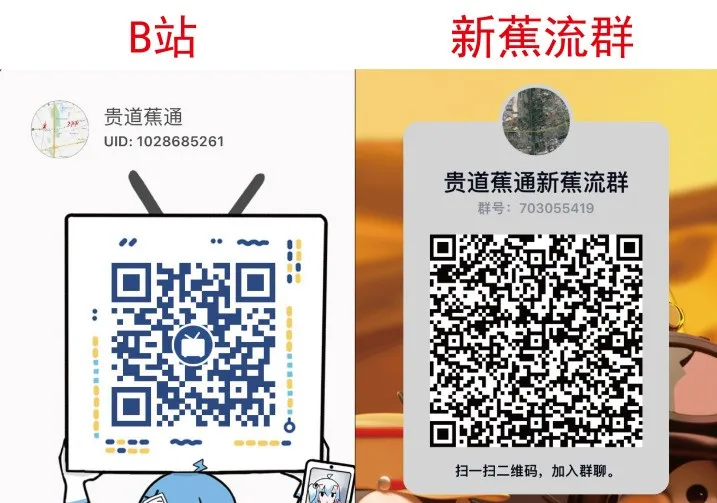 B站
新蕉流群
贵道蕉通
UID: 1028685261
贵道蕉通新蕉流群
群号：703055419
扫一扫二维码，加入群聊。